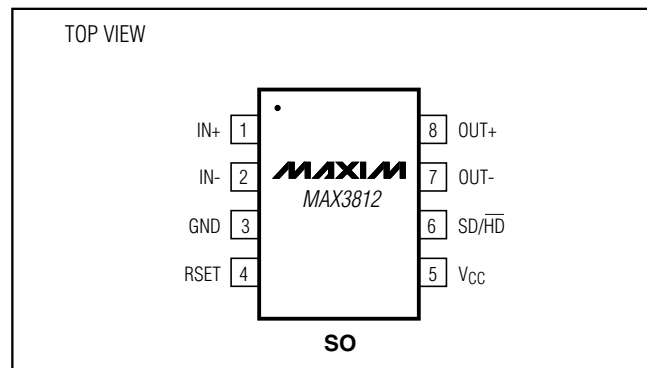 TOP VIEW
IN+ 1 8 OUT+
IN- 2 MAXIM 7 OUT-
MAX3812
GND 3 6 SD/H̅D̅
RSET 4 5 VCC
SO